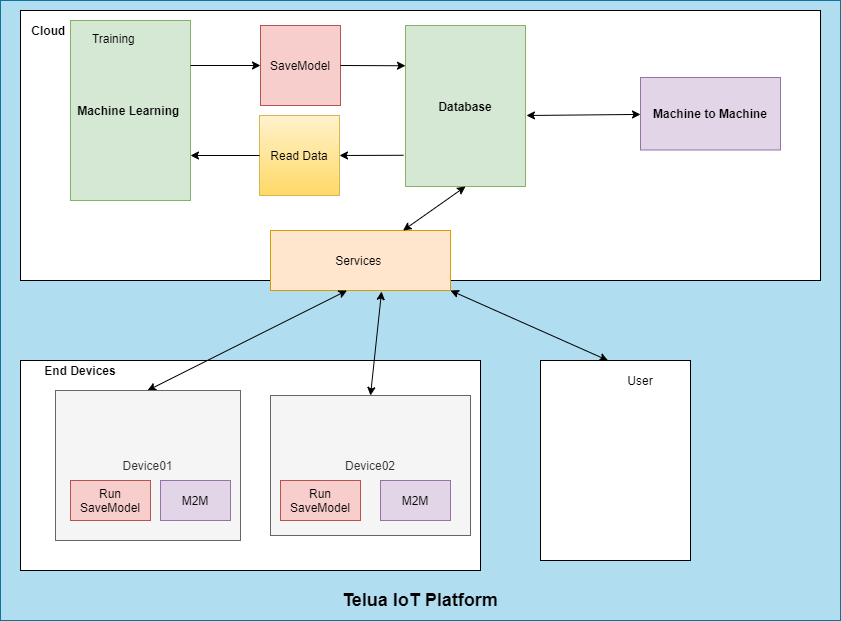 Cloud
Training
Machine Learning
SaveModel
Read Data
Database
Machine to Machine
Services
End Devices
Device01
Run
SaveModel
M2M
Device02
Run
SaveModel
M2M
User
Telua IoT Platform